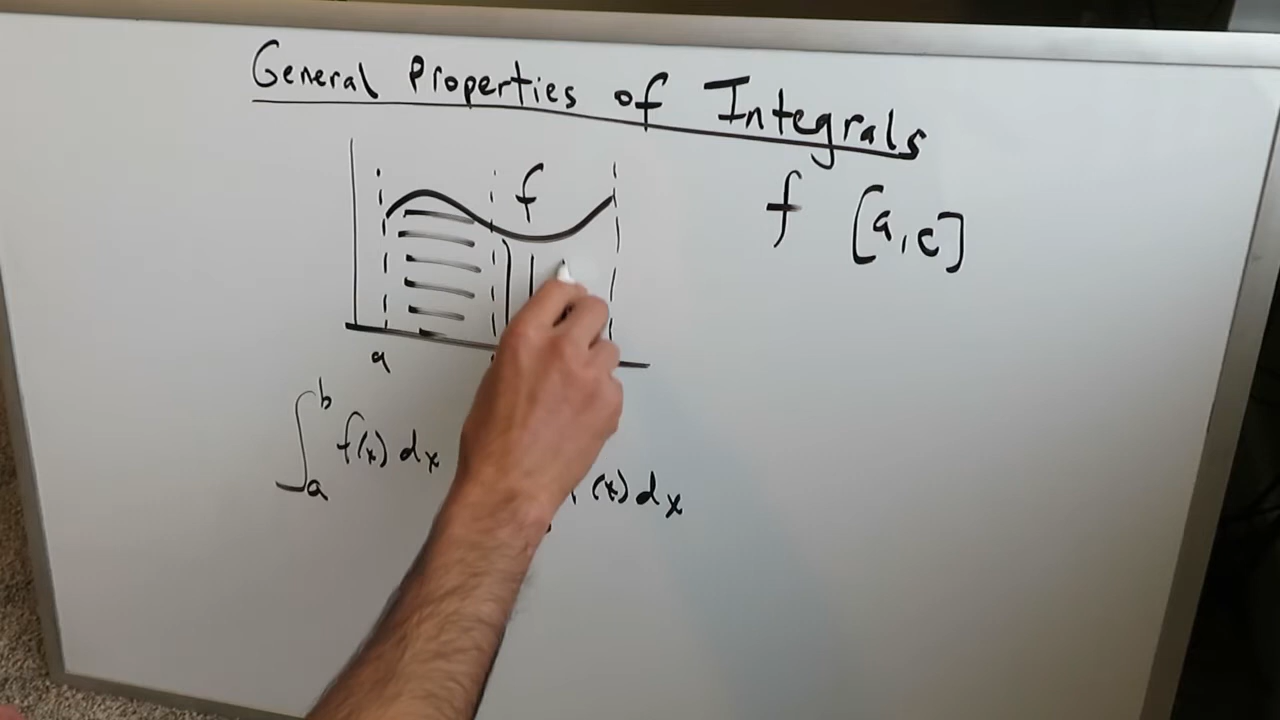 General Properties of Integrals
f
f [a,c]
a
∫_a^b f(x) dx
(x) dx